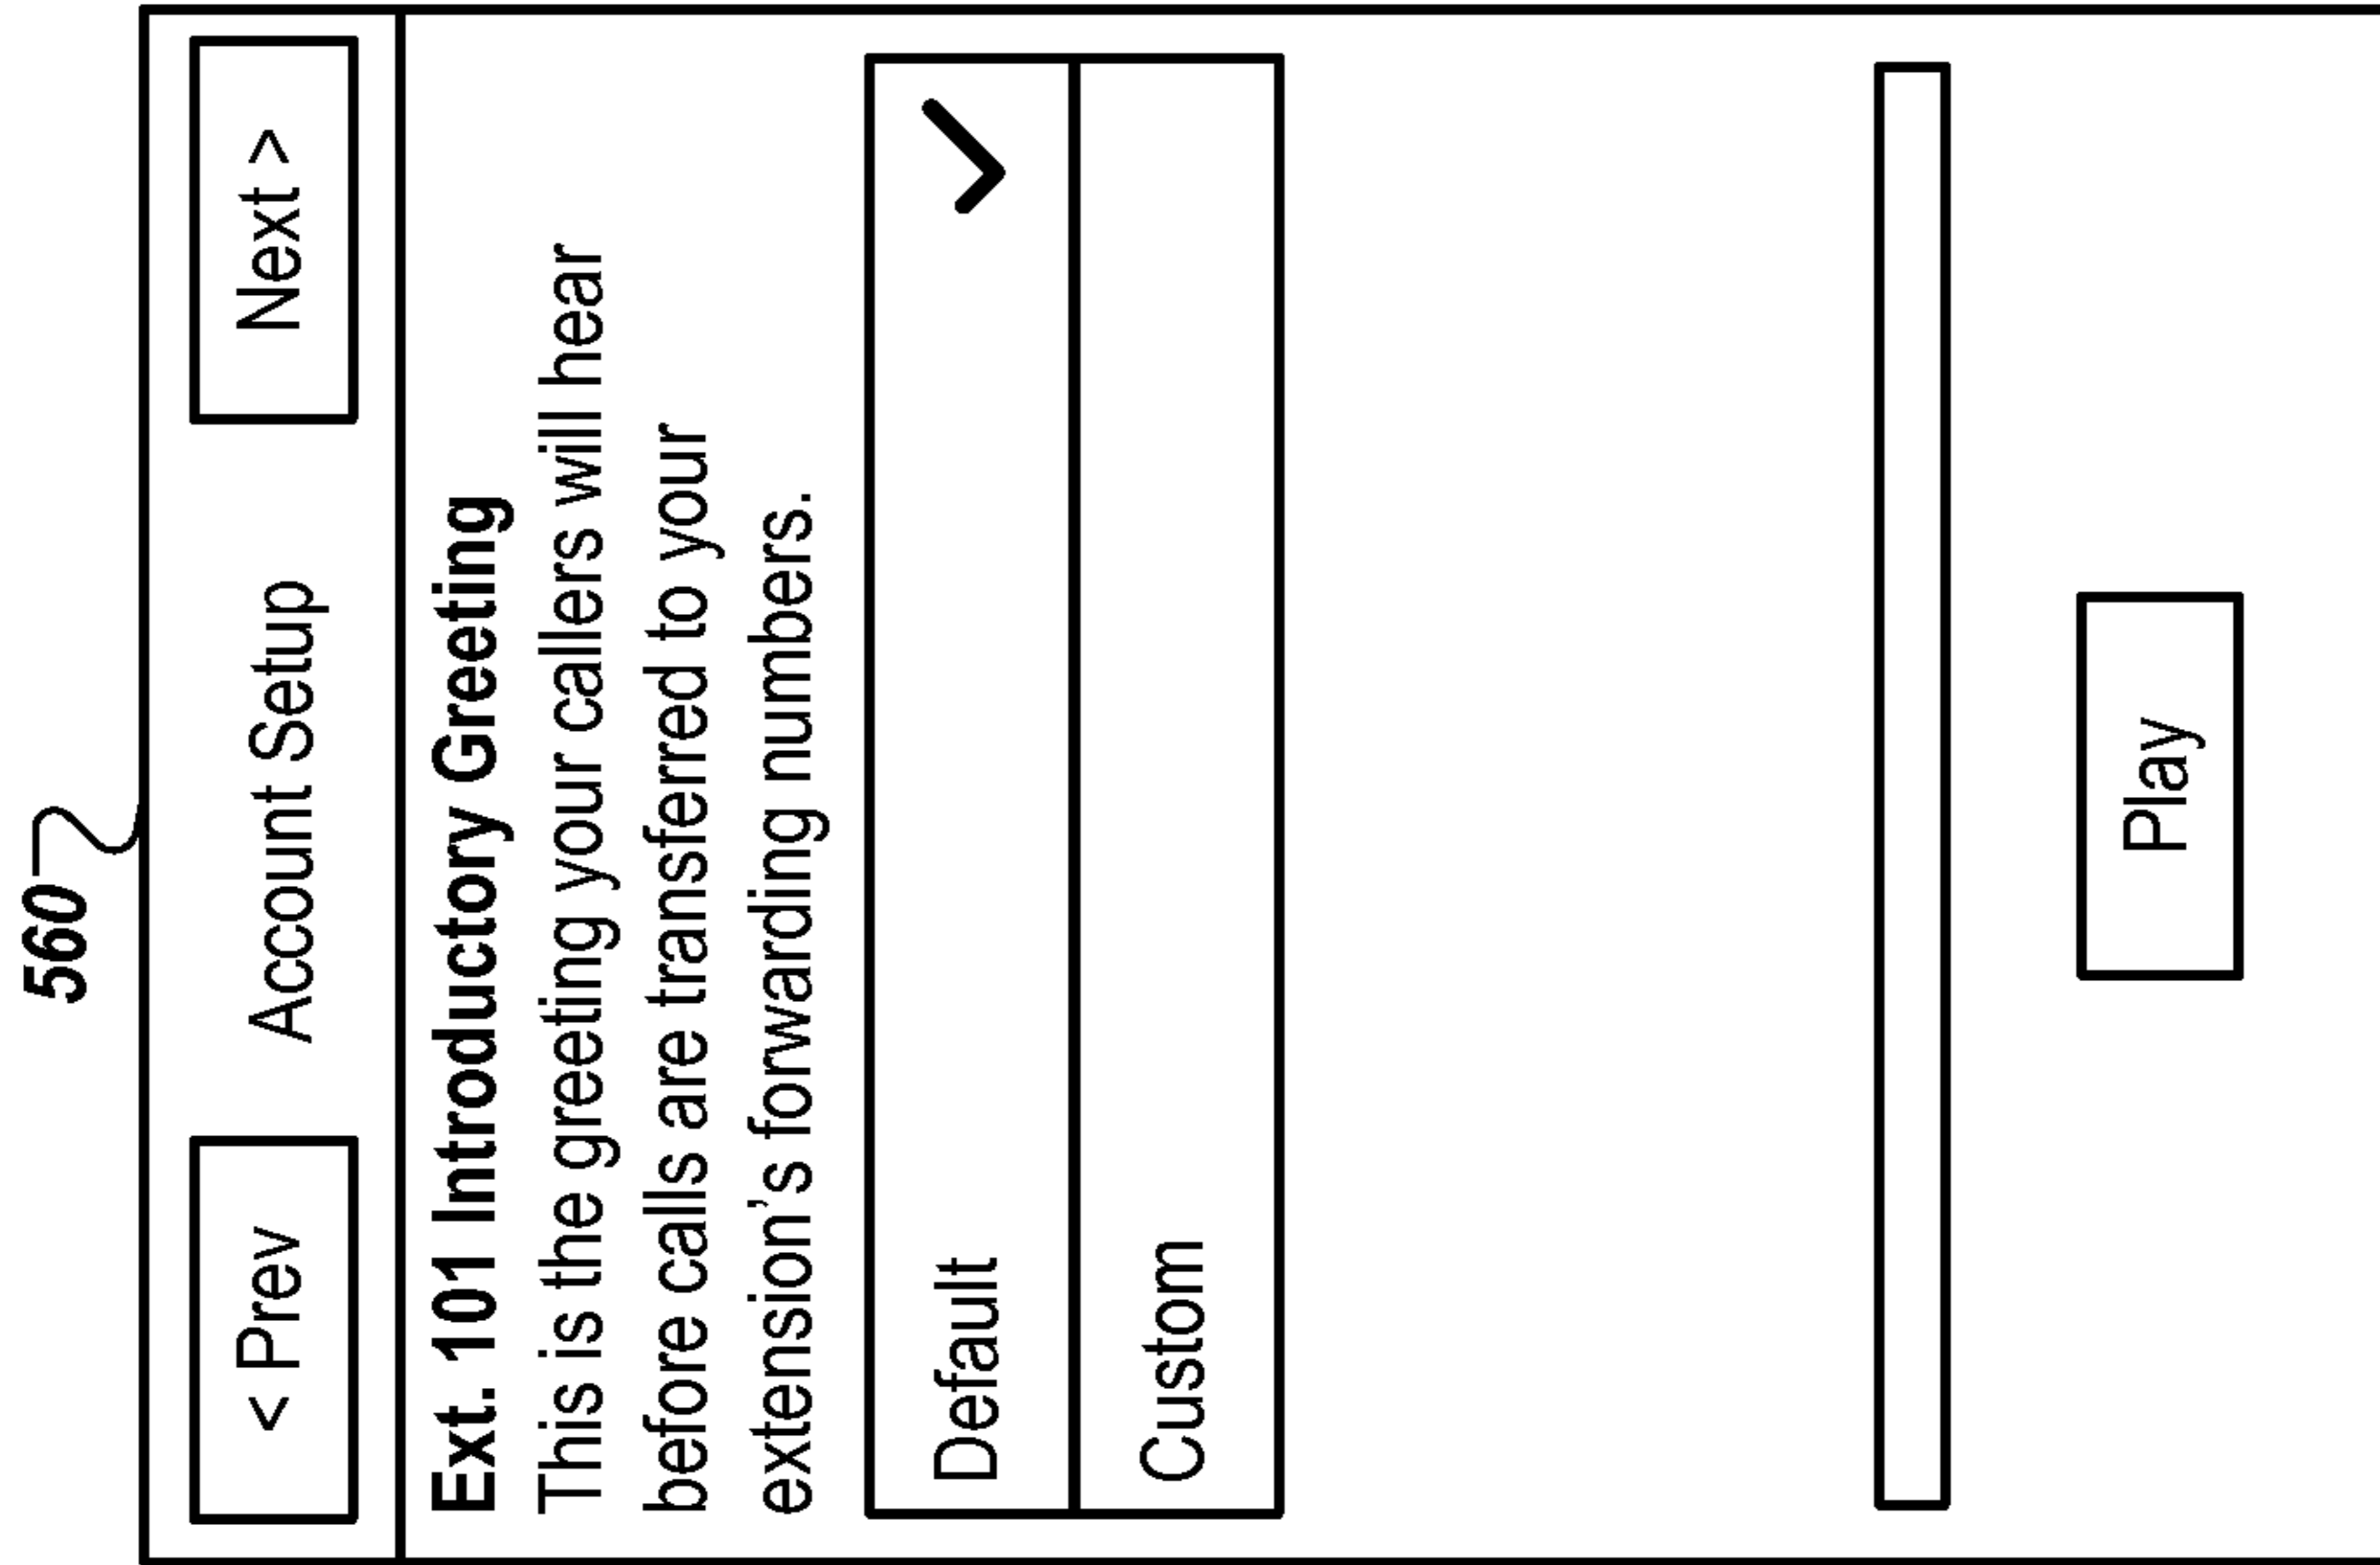 560
< Prev
Account Setup
Next >
Ext. 101 Introductory Greeting
This is the greeting your callers will hear
before calls are transferred to your
extension's forwarding numbers.
Default
Custom
Play